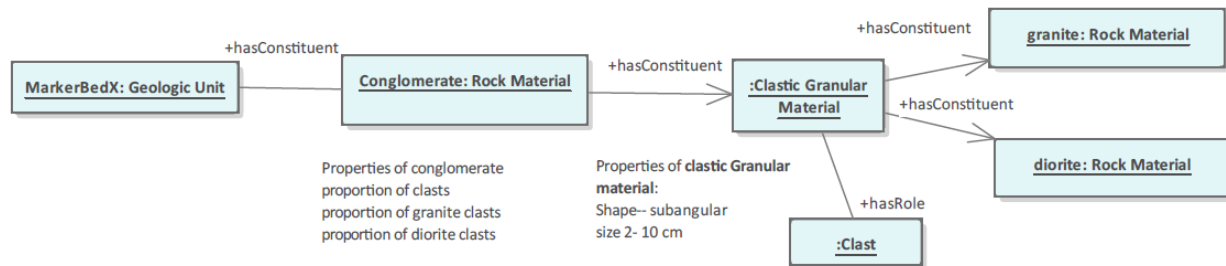 +hasConstituent
MarkerBedX: Geologic Unit
Conglomerate: Rock Material
+hasConstituent
:Clastic Granular
Material
+hasConstituent
granite: Rock Material
+hasConstituent
diorite: Rock Material
+hasRole
:Clast
Properties of conglomerate
proportion of clasts
proportion of granite clasts
proportion of diorite clasts
Properties of clastic Granular
material:
Shape-- subangular
size 2- 10 cm